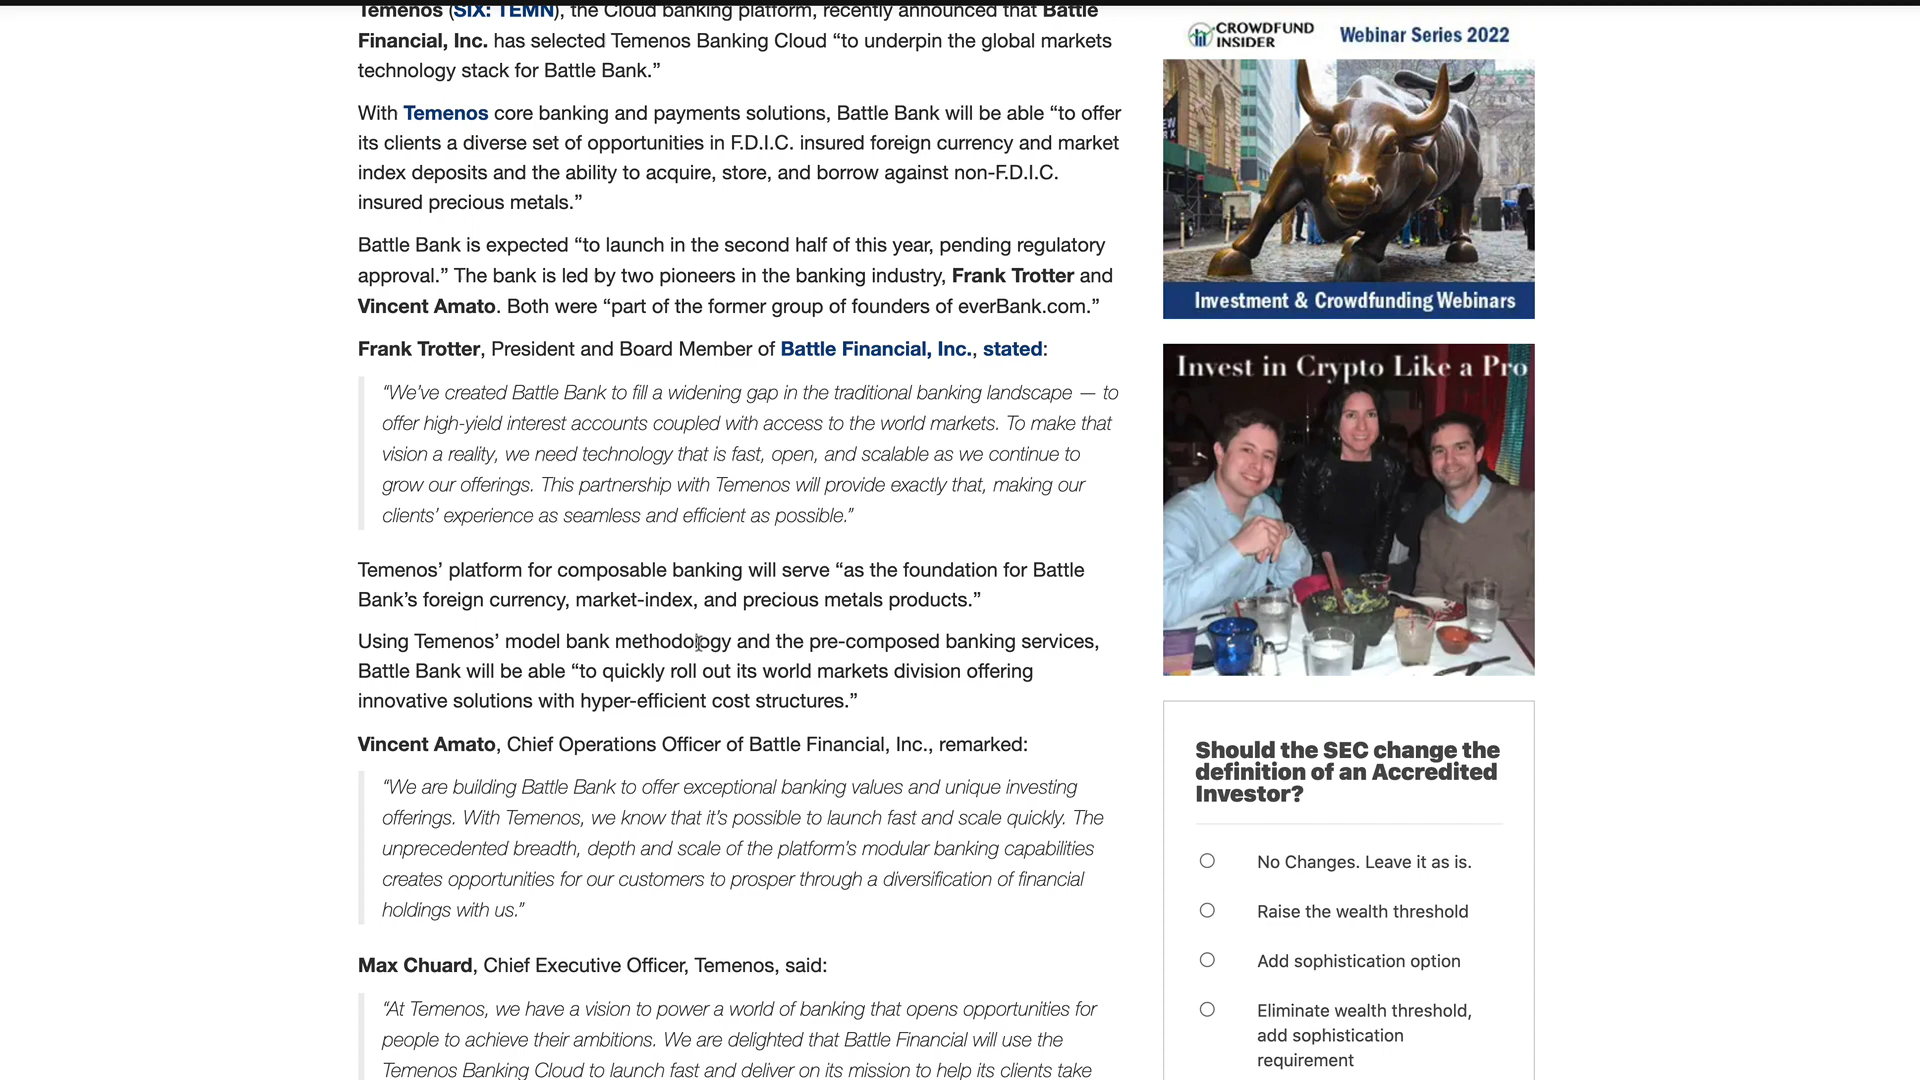 Temenos (SIX: TEMN), the Cloud banking platform, recently announced that Battle
Financial, Inc. has selected Temenos Banking Cloud “to underpin the global markets
technology stack for Battle Bank.”
With Temenos core banking and payments solutions, Battle Bank will be able “to offer
its clients a diverse set of opportunities in F.D.I.C. insured foreign currency and market
index deposits and the ability to acquire, store, and borrow against non-F.D.I.C.
insured precious metals.”
Battle Bank is expected “to launch in the second half of this year, pending regulatory
approval.” The bank is led by two pioneers in the banking industry, Frank Trotter and
Vincent Amato. Both were “part of the former group of founders of everBank.com.”
Frank Trotter, President and Board Member of Battle Financial, Inc., stated:
“We’ve created Battle Bank to fill a widening gap in the traditional banking landscape — to
offer high-yield interest accounts coupled with access to the world markets. To make that
vision a reality, we need technology that is fast, open, and scalable as we continue to
grow our offerings. This partnership with Temenos will provide exactly that, making our
clients’ experience as seamless and efficient as possible.”
Temenos’ platform for composable banking will serve “as the foundation for Battle
Bank’s foreign currency, market-index, and precious metals products.”
Using Temenos’ model bank methodology and the pre-composed banking services,
Battle Bank will be able “to quickly roll out its world markets division offering
innovative solutions with hyper-efficient cost structures.”
Vincent Amato, Chief Operations Officer of Battle Financial, Inc., remarked:
“We are building Battle Bank to offer exceptional banking values and unique investing
offerings. With Temenos, we know that it’s possible to launch fast and scale quickly. The
unprecedented breadth, depth and scale of the platform’s modular banking capabilities
creates opportunities for our customers to prosper through a diversification of financial
holdings with us.”
Max Chuard, Chief Executive Officer, Temenos, said:
“At Temenos, we have a vision to power a world of banking that opens opportunities for
people to achieve their ambitions. We are delighted that Battle Financial will use the
Temenos Banking Cloud to launch fast and deliver on its mission to help its clients take
CROWDFUND
INSIDER
Webinar Series 2022
Investment & Crowdfunding Webinars
Invest in Crypto Like a Pro
Should the SEC change the
definition of an Accredited
Investor?
No Changes. Leave it as is.
Raise the wealth threshold
Add sophistication option
Eliminate wealth threshold,
add sophistication
requirement